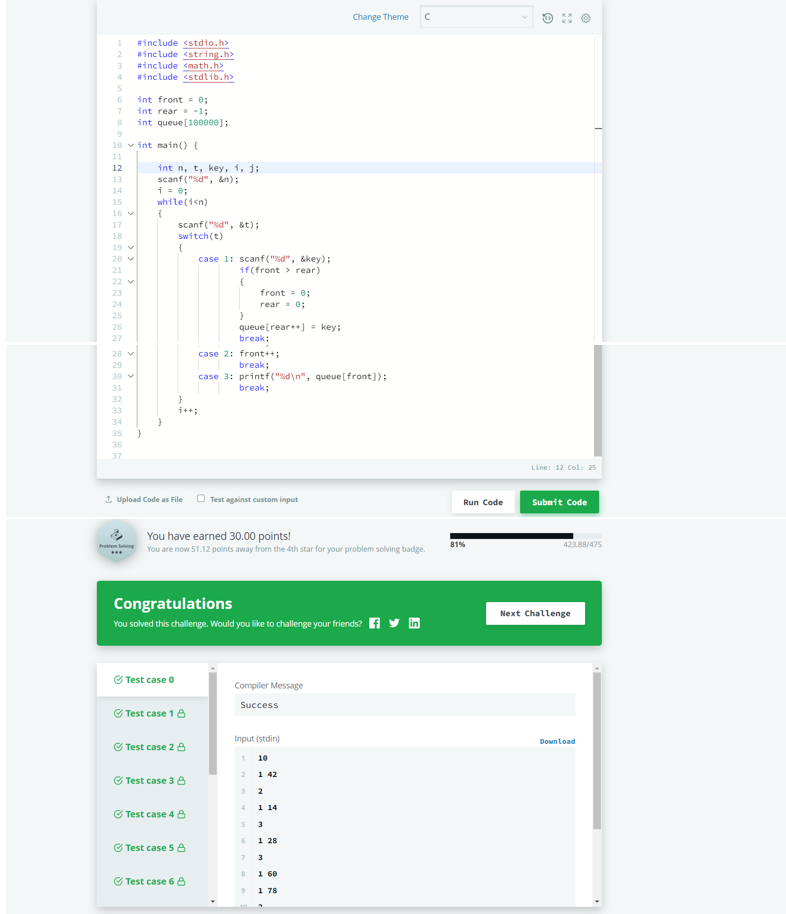 Change Theme C
1 #include <stdio.h>
2 #include <string.h>
3 #include <math.h>
4 #include <stdlib.h>
5
6 int front = 0;
7 int rear = -1;
8 int queue[100000];
9
10 int main() {
11
12 int n, t, key, i, j;
13 scanf("%d", &n);
14 i = 0;
15 while(i<n)
16 {
17 scanf("%d", &t);
18 switch(t)
19 {
20 case 1: scanf("%d", &key);
21 if(front > rear)
22 {
23 front = 0;
24 rear = 0;
25 }
26 queue[rear++] = key;
27 break;
28 case 2: front++;
29 break;
30 case 3: printf("%d\n", queue[front]);
31 break;
32 }
33 i++;
34 }
35 }
36
37
Line: 12 Col: 25
Upload Code as File Test against custom input Run Code Submit Code
Problem Solving
You have earned 30.00 points!
You are now 51.12 points away from the 4th star for your problem solving badge.
81% 423.88/475
Congratulations
You solved this challenge. Would you like to challenge your friends?
Next Challenge
Test case 0
Test case 1
Test case 2
Test case 3
Test case 4
Test case 5
Test case 6
Compiler Message
Success
Input (stdin) Download
1 10
2 1 42
3 2
4 1 14
5 3
6 1 28
7 3
8 1 60
9 1 78